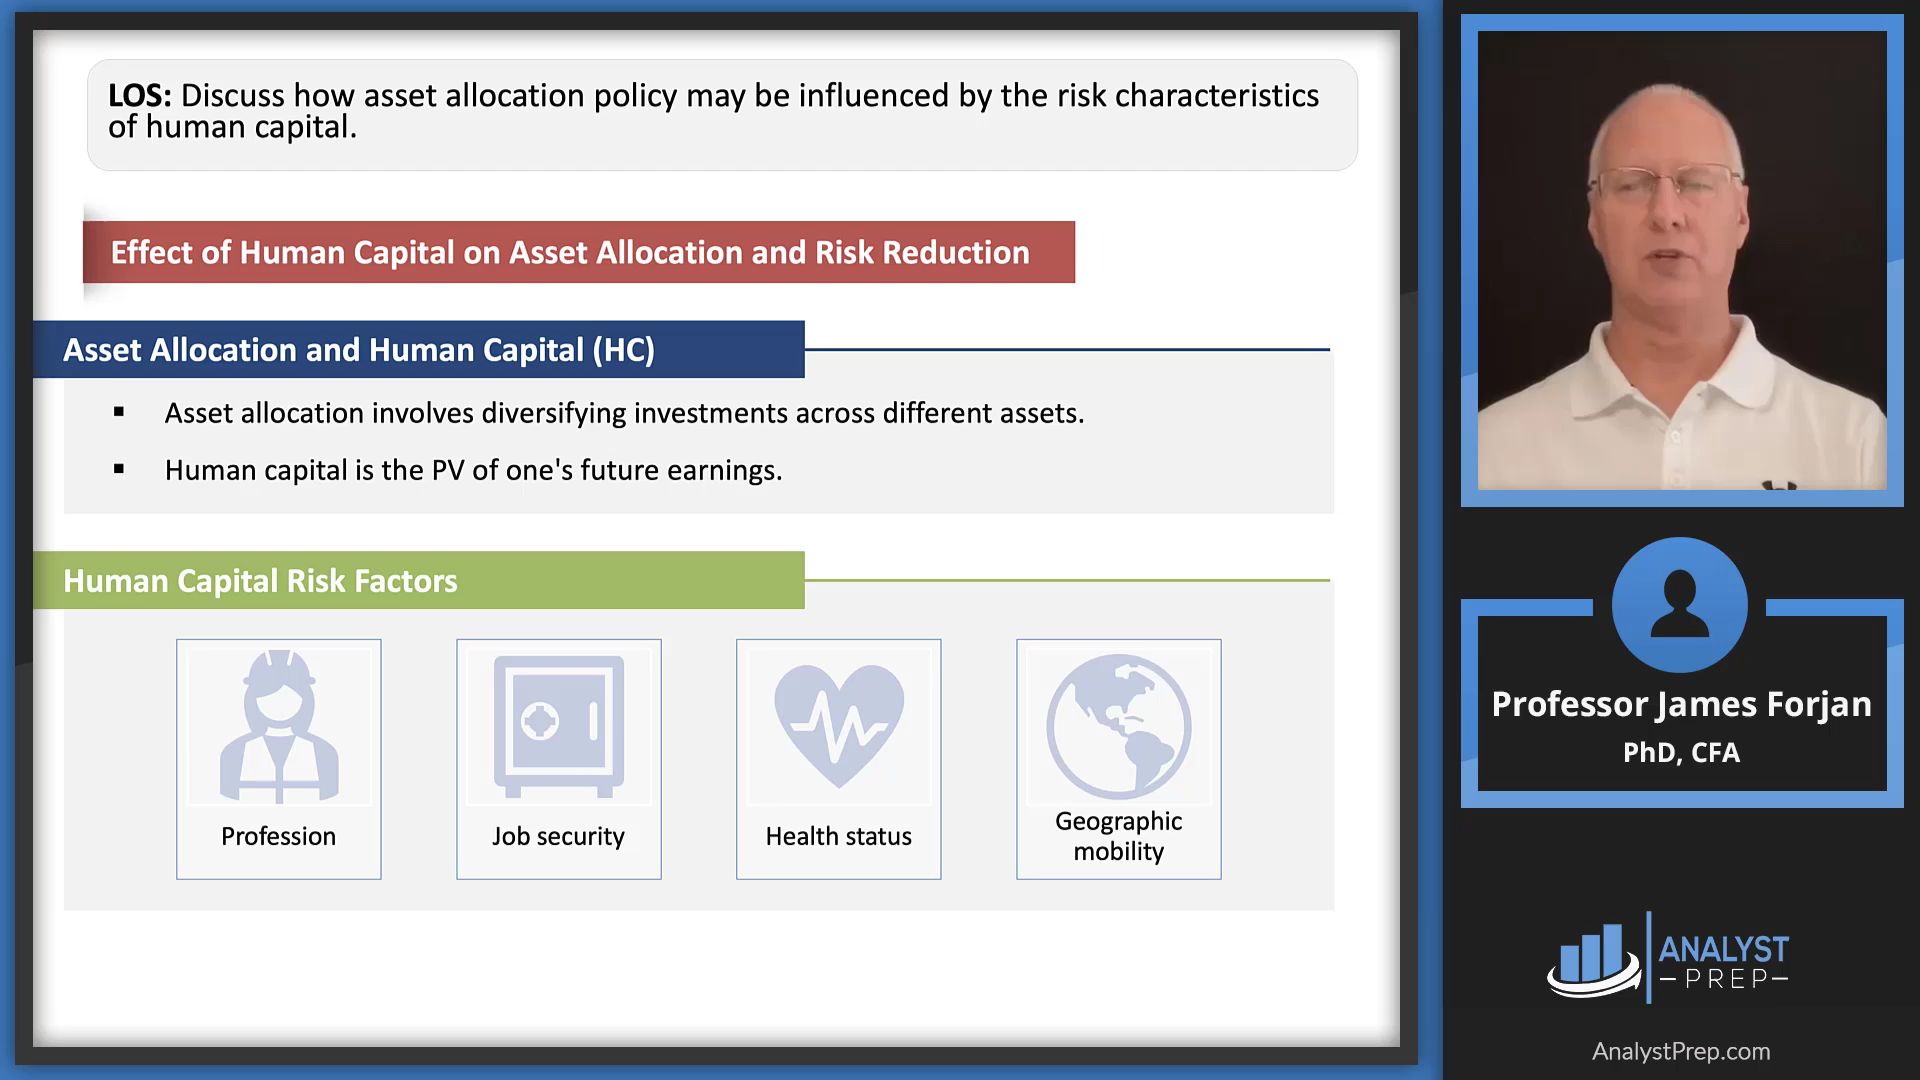 LOS: Discuss how asset allocation policy may be influenced by the risk characteristics
of human capital.
Effect of Human Capital on Asset Allocation and Risk Reduction
Asset Allocation and Human Capital (HC)
▪ Asset allocation involves diversifying investments across different assets.
▪ Human capital is the PV of one's future earnings.
Human Capital Risk Factors
Profession
Job security
Health status
Geographic
mobility
Professor James Forjan
PhD, CFA
ANALYST
PREP
AnalystPrep.com